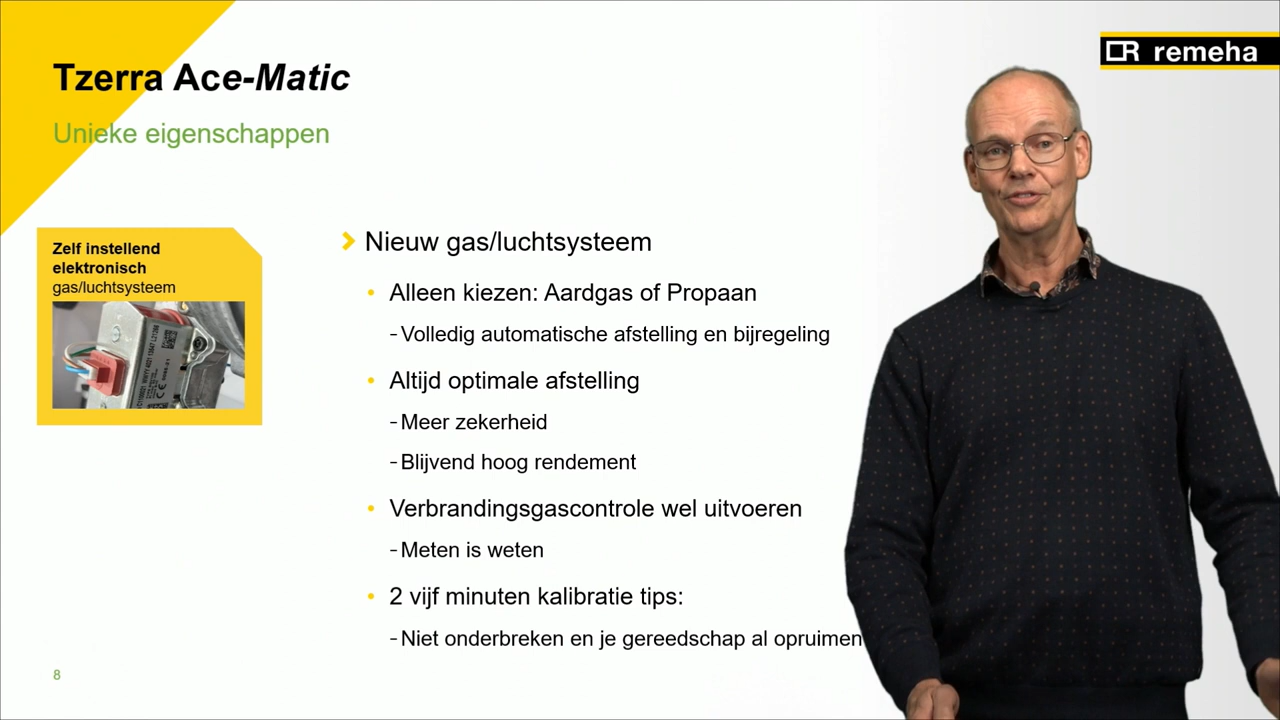 Tzerra Ace-Matic
Unieke eigenschappen
remeha
Zelf instellend
elektronisch
gas/luchtsysteem
Nieuw gas/luchtsysteem
• Alleen kiezen: Aardgas of Propaan
-Volledig automatische afstelling en bijregeling
• Altijd optimale afstelling
-Meer zekerheid
-Blijvend hoog rendement
• Verbrandingsgascontrole wel uitvoeren
-Meten is weten
• 2 vijf minuten kalibratie tips:
-Niet onderbreken en je gereedschap al opruimen
8